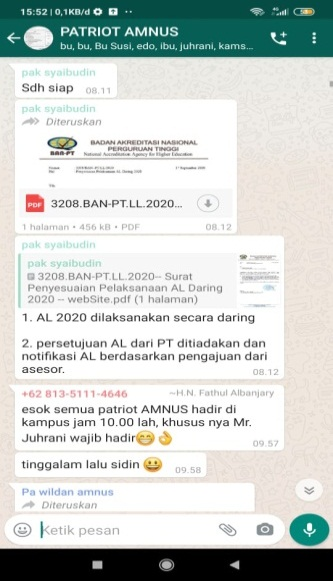 15:52 | 0,1KB/d
PATRIOT AMNUS
bu, bu, Bu Susi, edo, ibu, juhrani, kams...
pak syaibudin
Sdh siap 08.11
pak syaibudin
Diteruskan
BADAN AKREDITASI NASIONAL
PERGURUAN TINGGI
National Accreditation Agency for Higher Education
BAN-PT
PDF 3208.BAN-PT.LL.2020...
1 halaman • 456 kB • PDF 08.12
pak syaibudin
pak syaibudin
3208.BAN-PT.LL.2020-- Surat
Penyesuaian Pelaksanaan AL Daring
2020 -- webSite.pdf (1 halaman)
1. AL 2020 dilaksanakan secara daring
2. persetujuan AL dari PT ditiadakan dan
notifikasi AL berdasarkan pengajuan dari
asesor. 08.12
+62 813-5111-4646 ~H.N. Fathul Albanjary
esok semua patriot AMNUS hadir di
kampus jam 10.00 lah, khusus nya Mr.
Juhrani wajib hadir😁👌 09.57
tinggalam lalu sidin 😃 09.58
Pa wildan amnus
Diteruskan
Ketik pesan